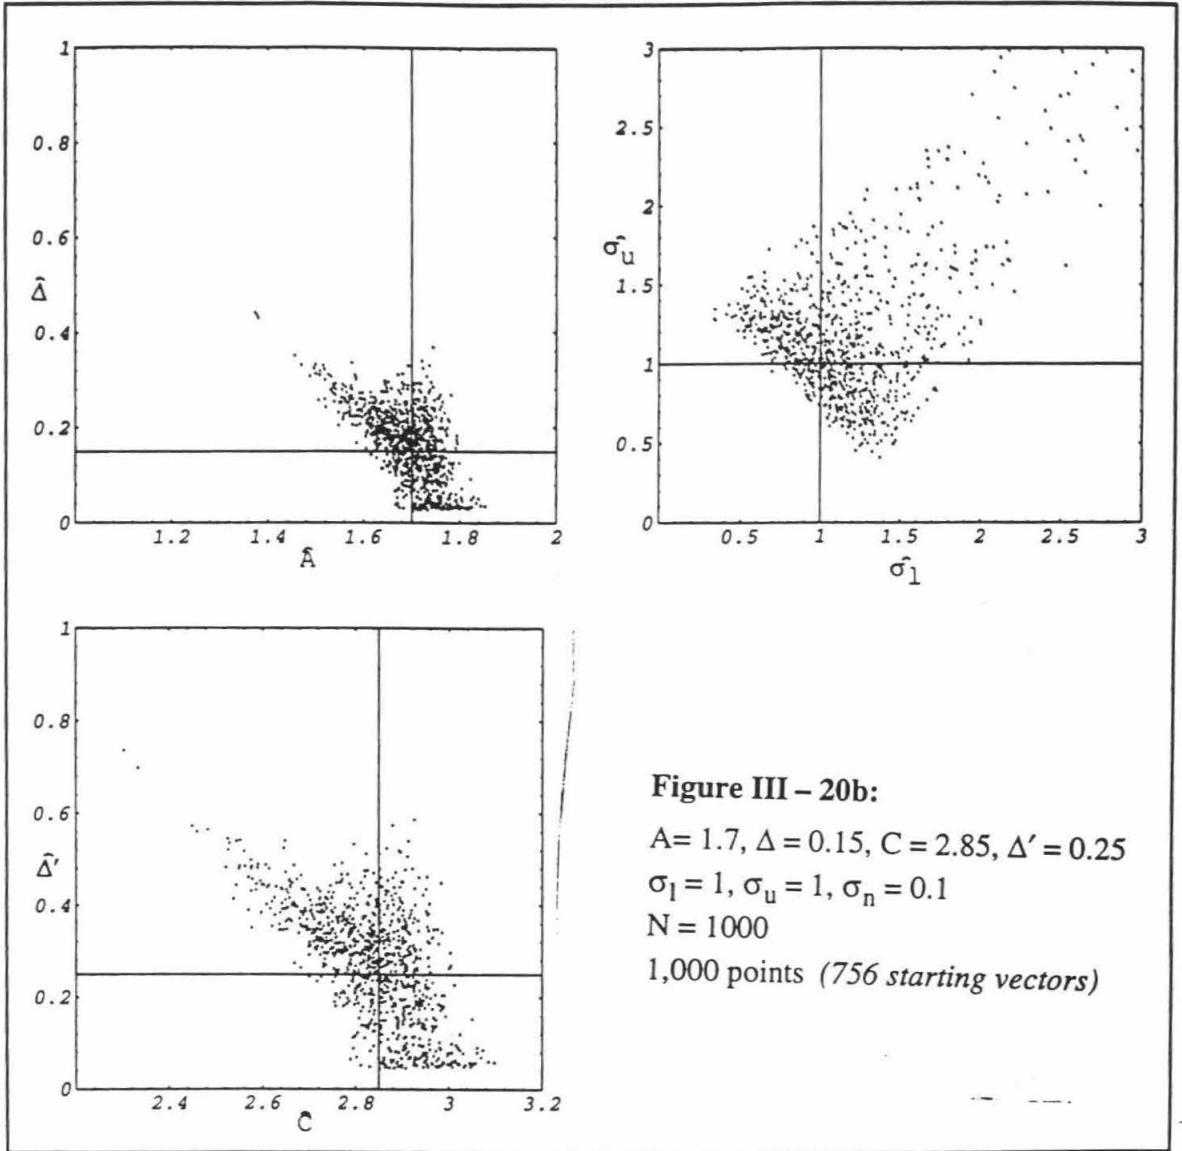 1
0.8
0.6
Δ̂
0.4
0.2
0
1.2 1.4 1.6 1.8 2
Â
3
2.5
2
σ̂u
1.5
1
0.5
0
0.5 1 1.5 2 2.5 3
σ̂l
1
0.8
0.6
Δ̂′
0.4
0.2
0
2.4 2.6 2.8 3 3.2
Ĉ
Figure III – 20b:
A= 1.7, Δ = 0.15, C = 2.85, Δ′ = 0.25
σl = 1, σu = 1, σn = 0.1
N = 1000
1,000 points (756 starting vectors)